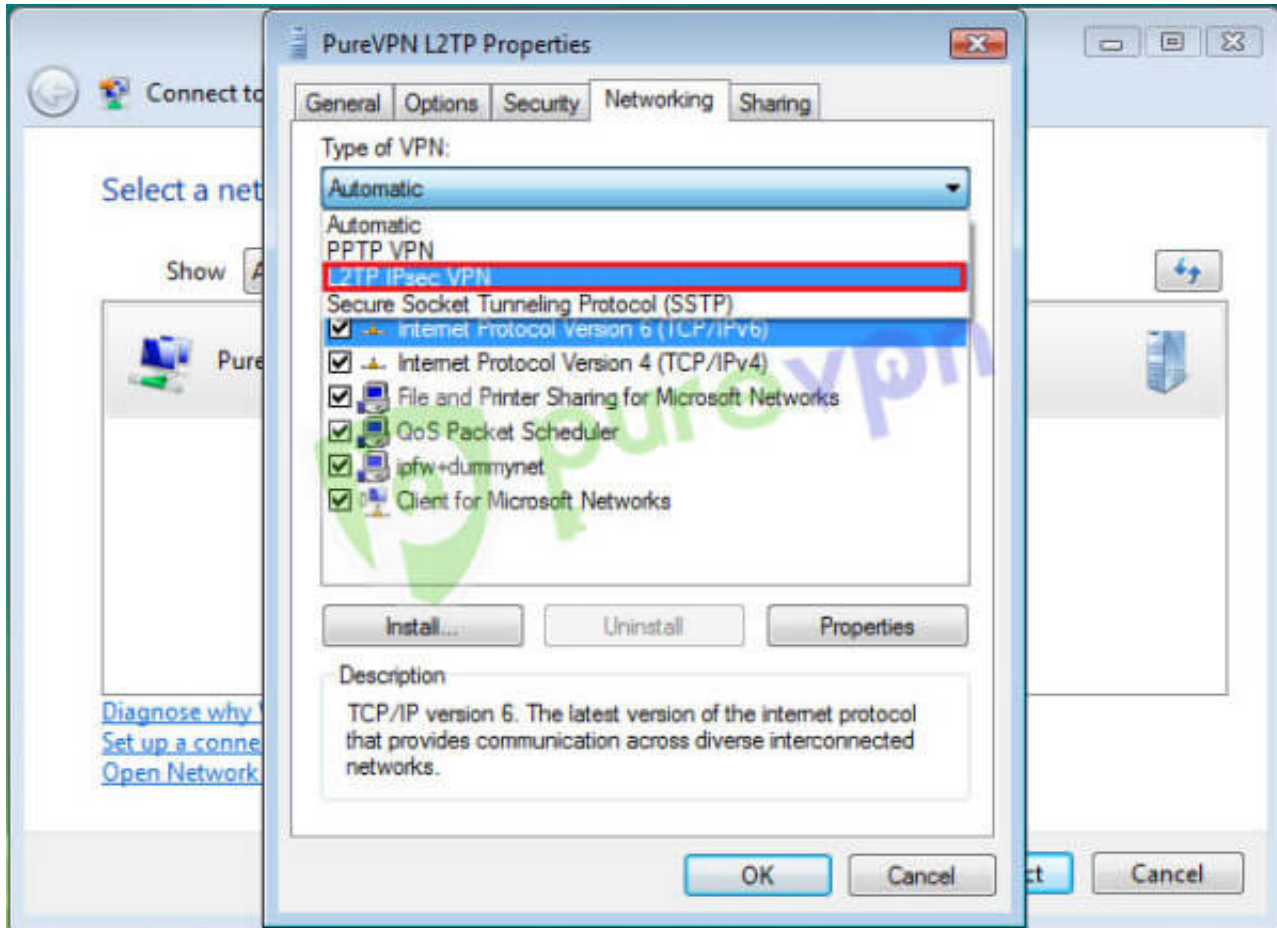 PureVPN L2TP Properties
Connect to
General Options Security Networking Sharing
Type of VPN:
Select a net
Automatic
Automatic
PPTP VPN
Show A
L2TP IPsec VPN
Secure Socket Tunneling Protocol (SSTP)
Internet Protocol Version 6 (TCP/IPv6)
Pure
Internet Protocol Version 4 (TCP/IPv4)
File and Printer Sharing for Microsoft Networks
QoS Packet Scheduler
ipfw+dummynet
Client for Microsoft Networks
purevpn
Install... Uninstall Properties
Description
TCP/IP version 6. The latest version of the internet protocol
that provides communication across diverse interconnected
networks.
Diagnose why
Set up a conne
Open Network
OK Cancel
ct Cancel